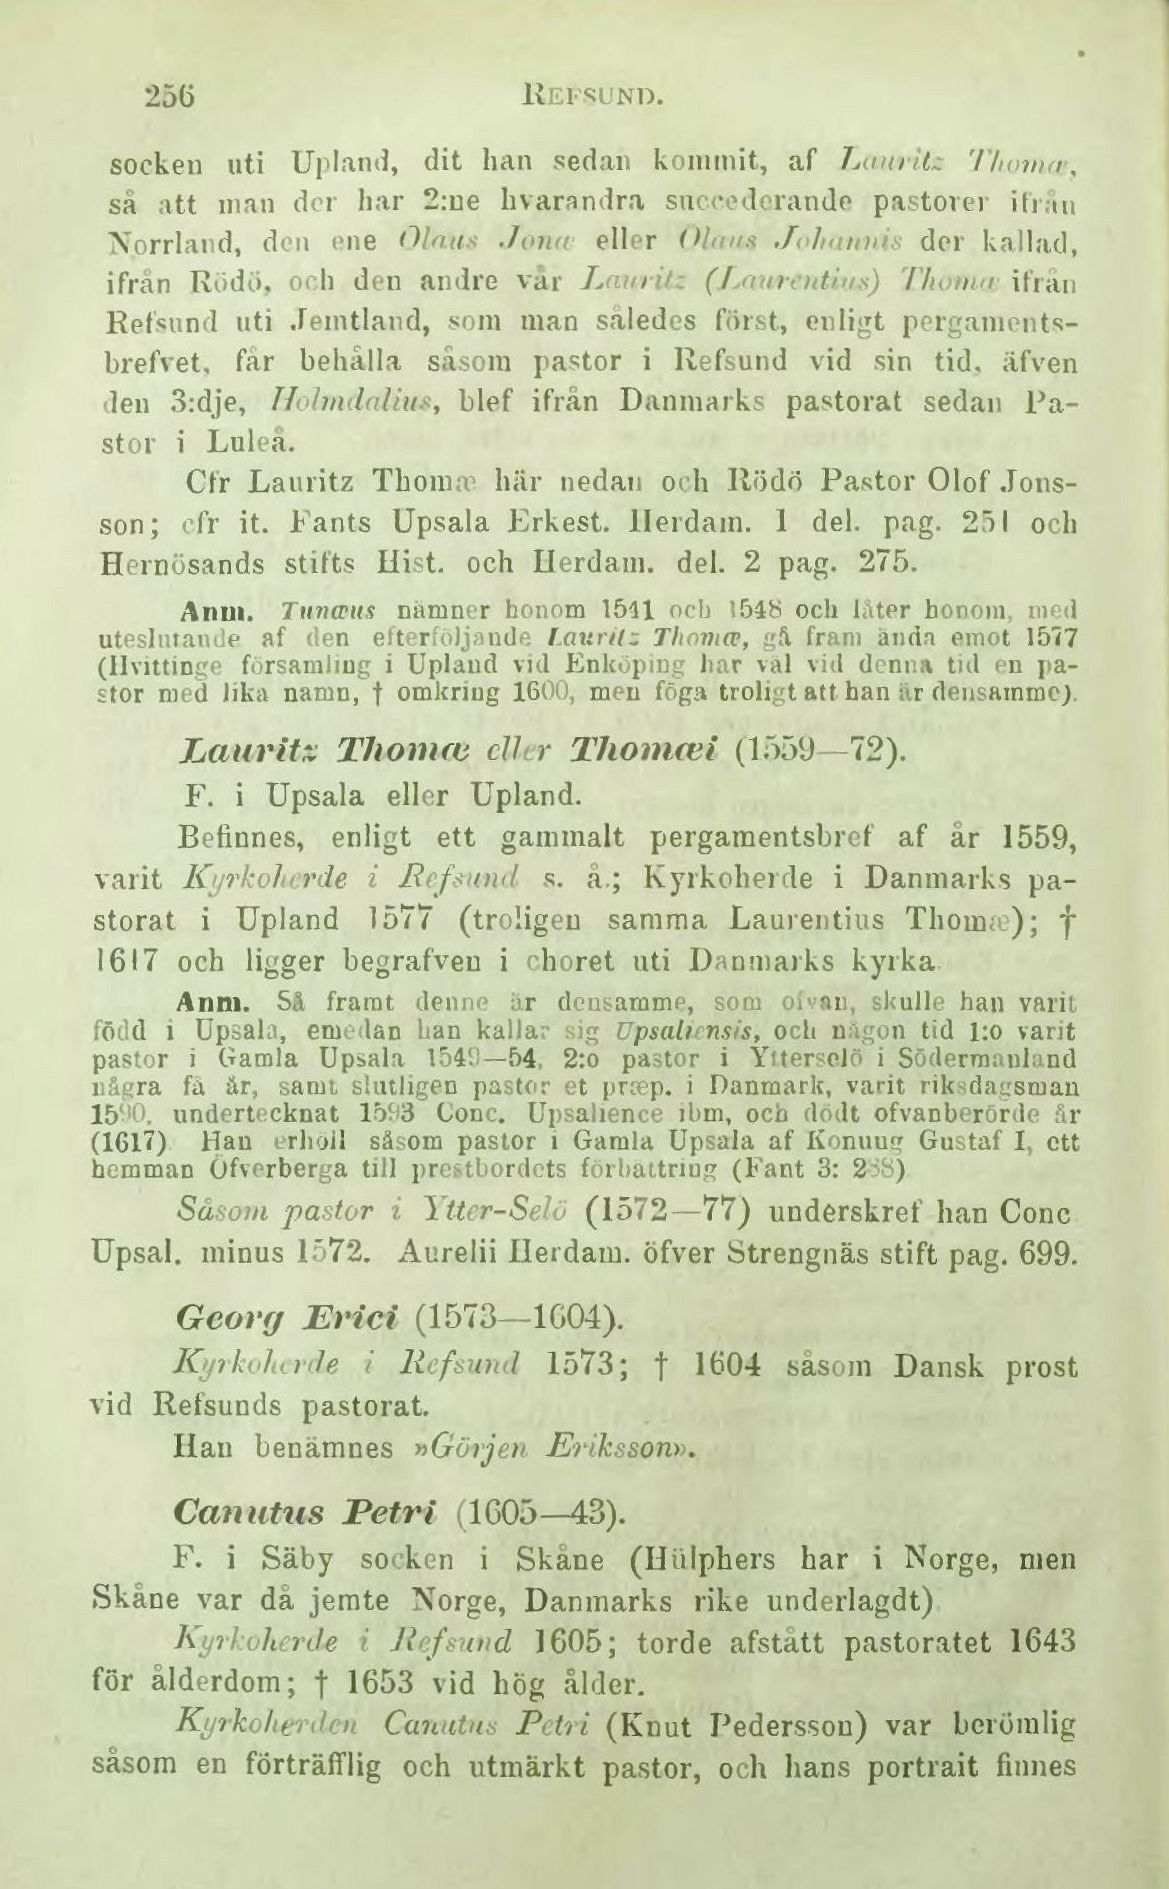 256 REFSUND.
socken uti Upland, dit han sedan kommit, af Lauritz Thomæ,
så att man der har 2:ne hvarandra succederande pastorer ifrån
Norrland, den ene Olaus Jonæ eller Olaus Johannis der kallad,
ifrån Rödö, och den andre vår Lauritz (Laurentius) Thomæ ifrån
Refsund uti Jemtland, som man således först, enligt pergaments-
brefvet, får behålla såsom pastor i Refsund vid sin tid, äfven
den 3:dje, Holmdalius, blef ifrån Danmarks pastorat sedan Pa-
stor i Luleå.
Cfr Lauritz Thomæ här nedan och Rödö Pastor Olof Jons-
son; cfr it. Fants Upsala Erkest. Herdam. 1 del. pag. 251 och
Hernösands stifts Hist. och Herdam. del. 2 pag. 275.
Anm. Tunæus nämner honom 1541 och 1548 och låter honom, med
uteslutande af den efterföljande Lauritz Thomæ, gå fram ända emot 1577
(Hvittinge församling i Upland vid Enköping har väl vid denna tid en pa-
stor med lika namn, † omkring 1600, men föga troligt att han är densamme).
Lauritz Thomæ eller Thomæi (1559—72).
F. i Upsala eller Upland.
Befinnes, enligt ett gammalt pergamentsbref af år 1559,
varit Kyrkoherde i Refsund s. å.; Kyrkoherde i Danmarks pa-
storat i Upland 1577 (troligen samma Laurentius Thomæ); †
1617 och ligger begrafven i choret uti Danmarks kyrka.
Anm. Så framt denne är densamme, som ofvan, skulle han varit
född i Upsala, emedan han kallar sig Upsaliensis, och någon tid 1:o varit
pastor i Gamla Upsala 1549—54, 2:o pastor i Ytterselö i Södermanland
några få år, samt slutligen pastor et præp. i Danmark, varit riksdagsman
1590, undertecknat 1593 Conc. Upsalience ibm, och dödt ofvanberörde år
(1617). Han erhöll såsom pastor i Gamla Upsala af Konung Gustaf I, ett
hemman Öfverberga till prestbordets förbättring (Fant 3: 288)
Såsom pastor i Ytter-Selö (1572—77) underskref han Conc
Upsal. minus 1572. Aurelii Herdam. öfver Strengnäs stift pag. 699.
Georg Erici (1573—1604).
Kyrkoherde i Refsund 1573; † 1604 såsom Dansk prost
vid Refsunds pastorat.
Han benämnes »Görjen Eriksson».
Canutus Petri (1605—43).
F. i Säby socken i Skåne (Hülphers har i Norge, men
Skåne var då jemte Norge, Danmarks rike underlagdt)
Kyrkoherde i Refsund 1605; torde afstått pastoratet 1643
för ålderdom; † 1653 vid hög ålder.
Kyrkoherden Canutus Petri (Knut Pedersson) var berömlig
såsom en förträfflig och utmärkt pastor, och hans portrait finnes